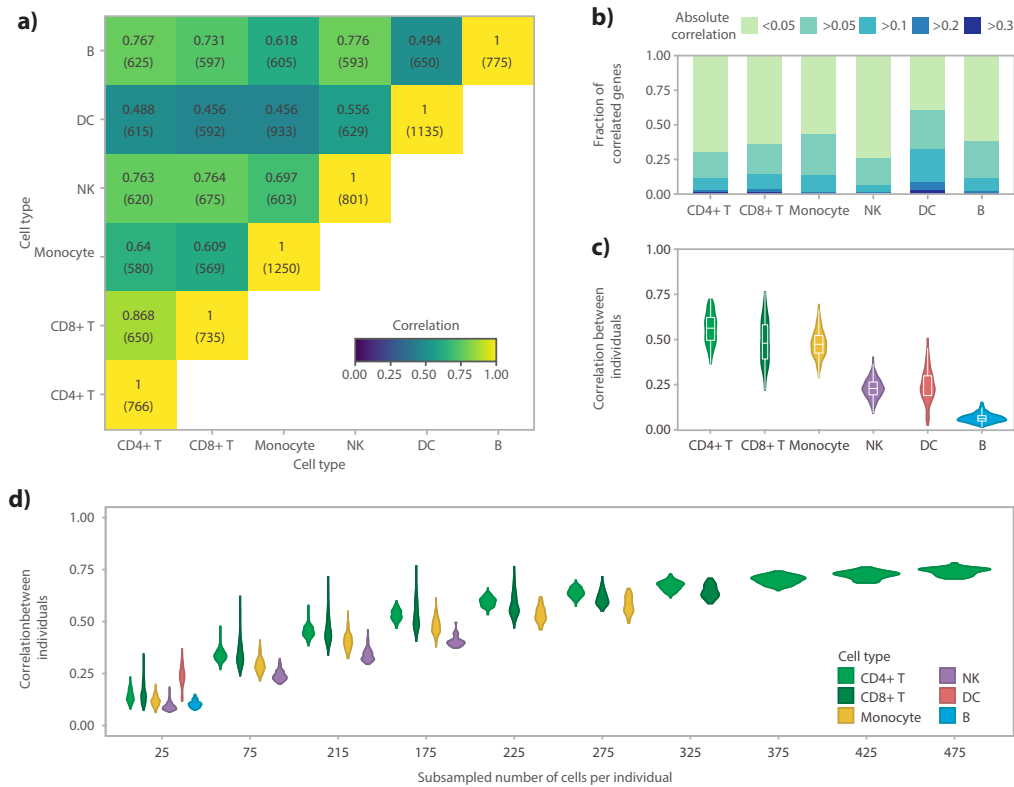 a)
B
DC
NK
Monocyte
CD8+ T
CD4+ T
Cell type
0.767 0.731 0.618 0.776 0.494 1
(625) (597) (605) (593) (650) (775)
0.488 0.456 0.456 0.556 1
(615) (592) (933) (629) (1135)
0.763 0.764 0.697 1
(620) (675) (603) (801)
0.64 0.609 1
(580) (569) (1250)
0.868 1
(650) (735)
1
(766)
Correlation
0.00 0.25 0.50 0.75 1.00
CD4+ T CD8+ T Monocyte NK DC B
Cell type
b)
Absolute
correlation
<0.05 >0.05 >0.1 >0.2 >0.3
Fraction of
correlated genes
1.00
0.75
0.50
0.25
0.00
CD4+ T CD8+ T Monocyte NK DC B
c)
Correlation between
individuals
1.00
0.75
0.50
0.25
0.00
CD4+ T CD8+ T Monocyte NK DC B
d)
Correlationbetween
individuals
1.00
0.75
0.50
0.25
0.00
Cell type
CD4+ T NK
CD8+ T DC
Monocyte B
25 75 215 175 225 275 325 375 425 475
Subsampled number of cells per individual